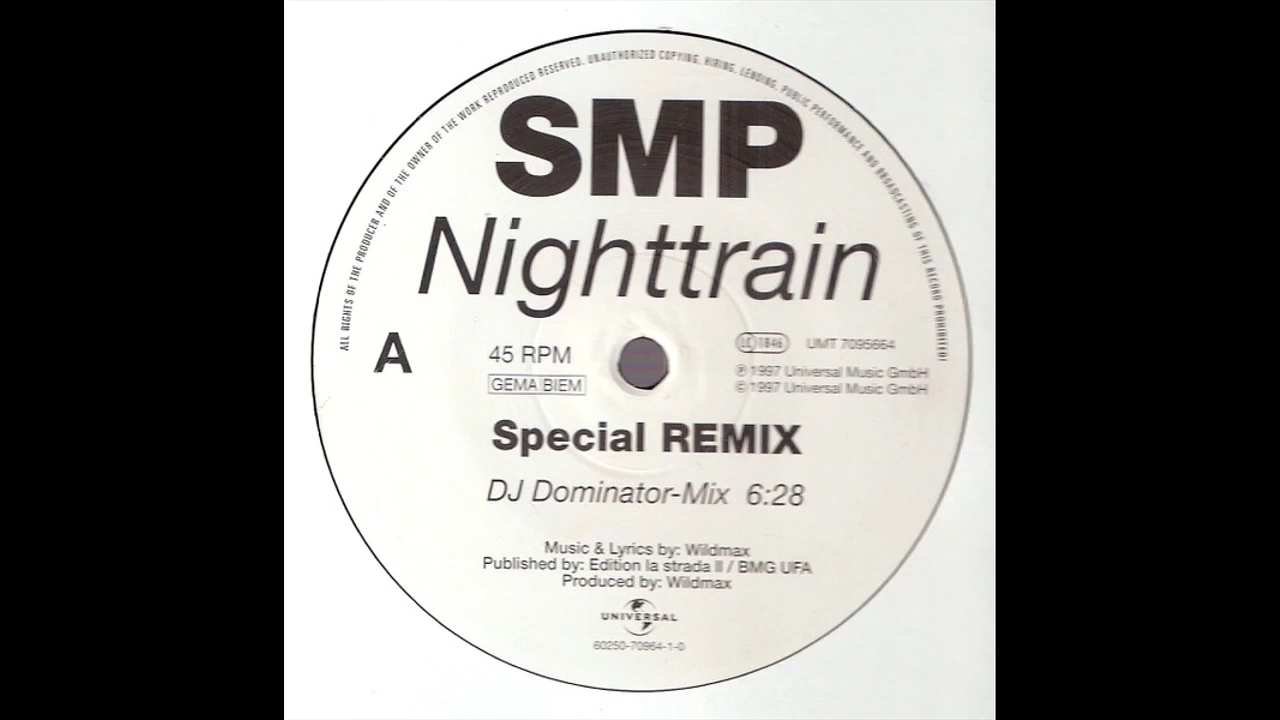 ALL RIGHTS OF THE PRODUCER AND OF THE OWNER OF THE WORK REPRODUCED RESERVED. UNAUTHORIZED COPYING, HIRING, LENDING, PUBLIC PERFORMANCE AND BROADCASTING OF THIS RECORD PROHIBITED!
SMP
Nighttrain
A
45 RPM
GEMA BIEM
LC 1846 UMT 7095664
℗ 1997 Universal Music GmbH
© 1997 Universal Music GmbH
Special REMIX
DJ Dominator-Mix 6:28
Music & Lyrics by: Wildmax
Published by: Edition la strada II / BMG UFA
Produced by: Wildmax
UNIVERSAL
60250-70964-1-0